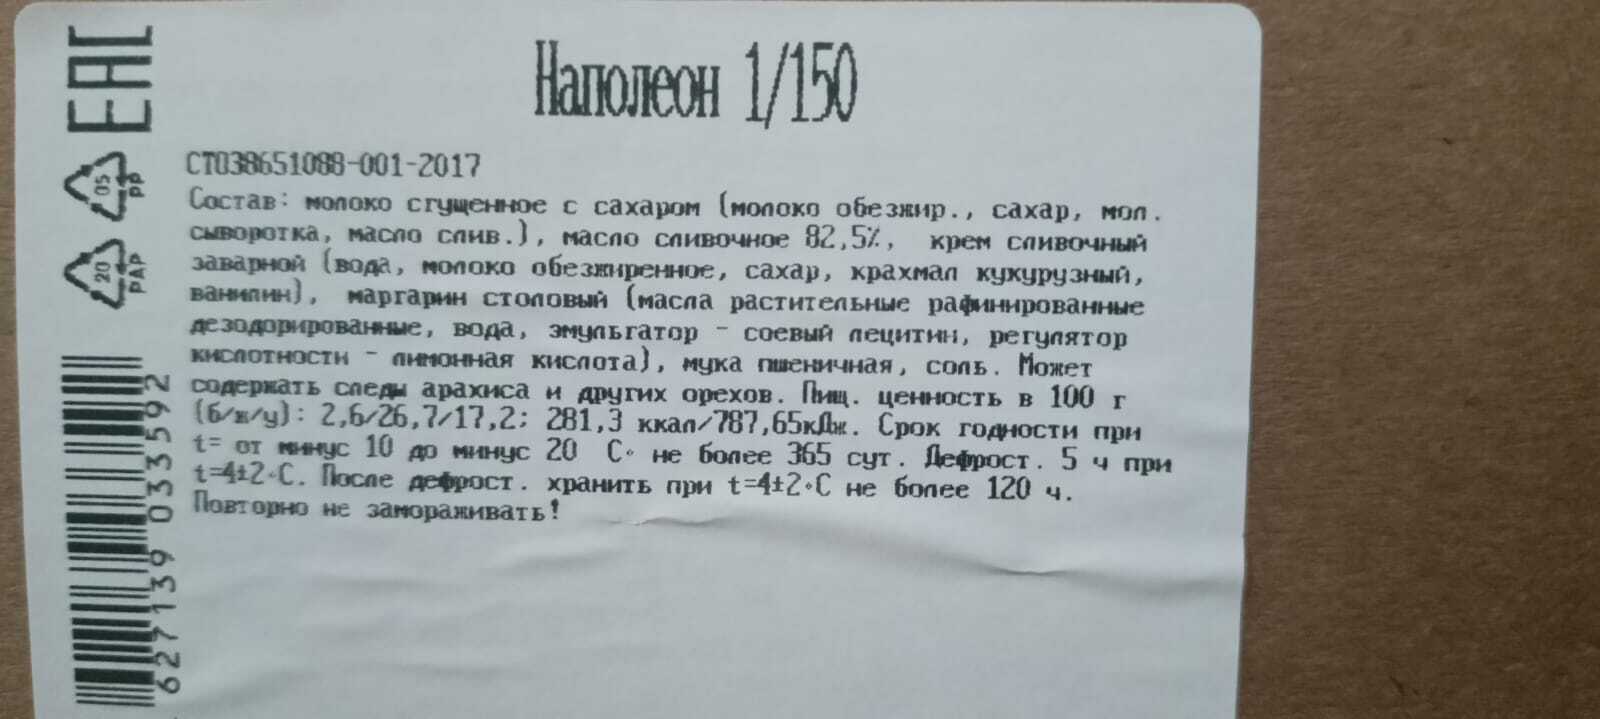 Наполеон 1/150
EAC
05
PP
20
PAP
СТ038651088-001-2017
Состав: молоко сгущенное с сахаром (молоко обезжир., сахар, мол.
сыворотка, масло слив.), масло сливочное 82,5%, крем сливочный
заварной (вода, молоко обезжиренное, сахар, крахмал кукурузный,
ванилин), маргарин столовый (масла растительные рафинированные
дезодорированные, вода, эмульгатор - соевый лецитин, регулятор
кислотности - лимонная кислота), мука пшеничная, соль. Может
содержать следы арахиса и других орехов. Пищ. ценность в 100 г
(б/ж/у): 2,6/26,7/17,2; 281,3 ккал/787,65кДж. Срок годности при
t= от минус 10 до минус 20 С° не более 365 сут. Дефрост. 5 ч при
t=4±2°С. После дефрост. хранить при t=4±2°С не более 120 ч.
Повторно не замораживать!
627139 033592